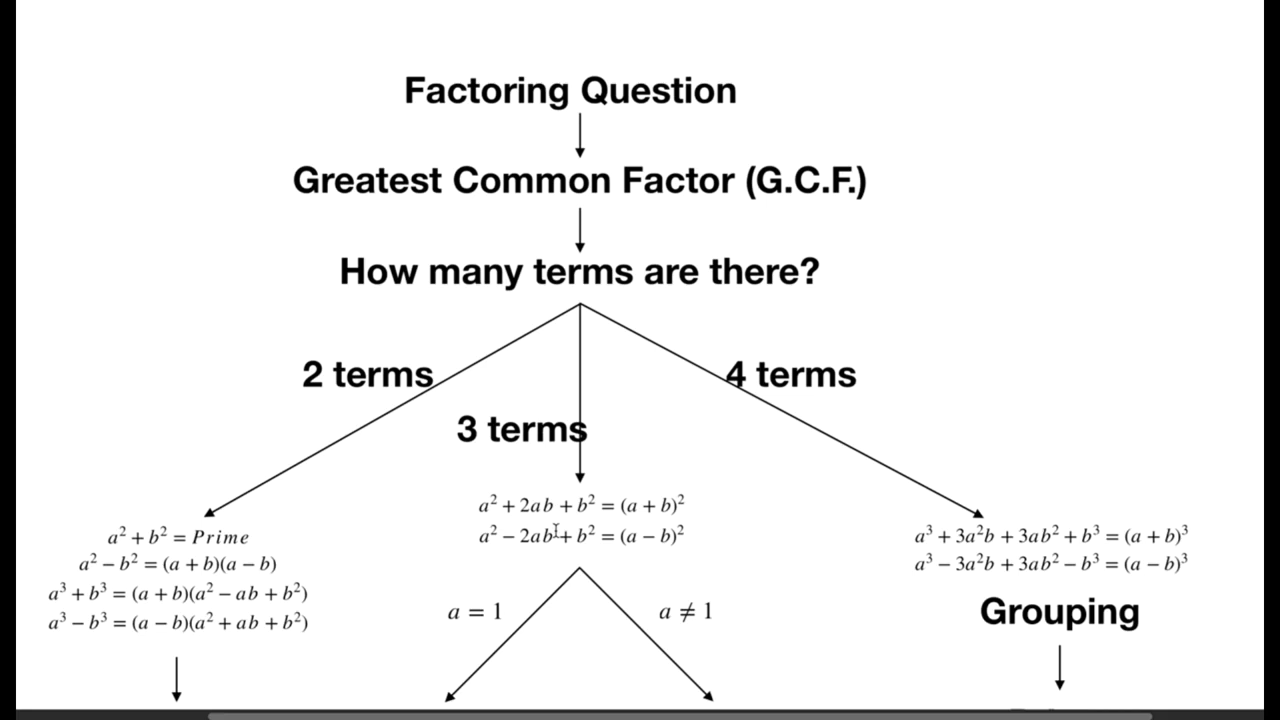 Factoring Question
Greatest Common Factor (G.C.F.)
How many terms are there?
2 terms
4 terms
3 terms
a² + 2ab + b² = (a + b)²
a² − 2ab + b² = (a − b)²
a² + b² = Prime
a² − b² = (a + b)(a − b)
a³ + b³ = (a + b)(a² − ab + b²)
a³ − b³ = (a − b)(a² + ab + b²)
a³ + 3a²b + 3ab² + b³ = (a + b)³
a³ − 3a²b + 3ab² − b³ = (a − b)³
a = 1
a ≠ 1
Grouping